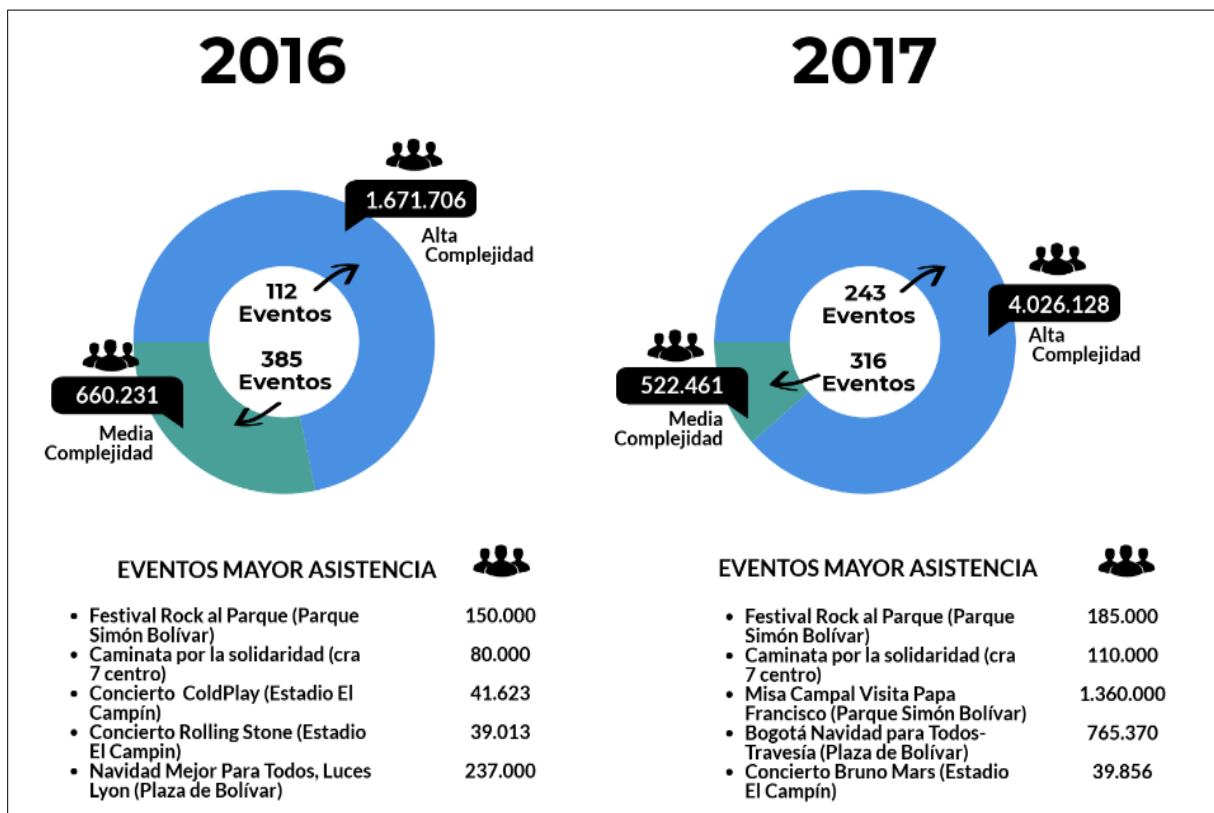 2016
1.671.706
Alta
Complejidad
112
Eventos
385
Eventos
660.231
Media
Complejidad
EVENTOS MAYOR ASISTENCIA
• Festival Rock al Parque (Parque
Simón Bolívar)
150.000
• Caminata por la solidaridad (cra
7 centro)
80.000
• Concierto ColdPlay (Estadio El
Campín)
41.623
• Concierto Rolling Stone (Estadio
El Campin)
39.013
• Navidad Mejor Para Todos, Luces
Lyon (Plaza de Bolívar)
237.000
2017
243
Eventos
316
Eventos
4.026.128
Alta
Complejidad
522.461
Media
Complejidad
EVENTOS MAYOR ASISTENCIA
• Festival Rock al Parque (Parque
Simón Bolívar)
185.000
• Caminata por la solidaridad (cra
7 centro)
110.000
• Misa Campal Visita Papa
Francisco (Parque Simón Bolívar)
1.360.000
• Bogotá Navidad para Todos-
Travesía (Plaza de Bolívar)
765.370
• Concierto Bruno Mars (Estadio
El Campín)
39.856